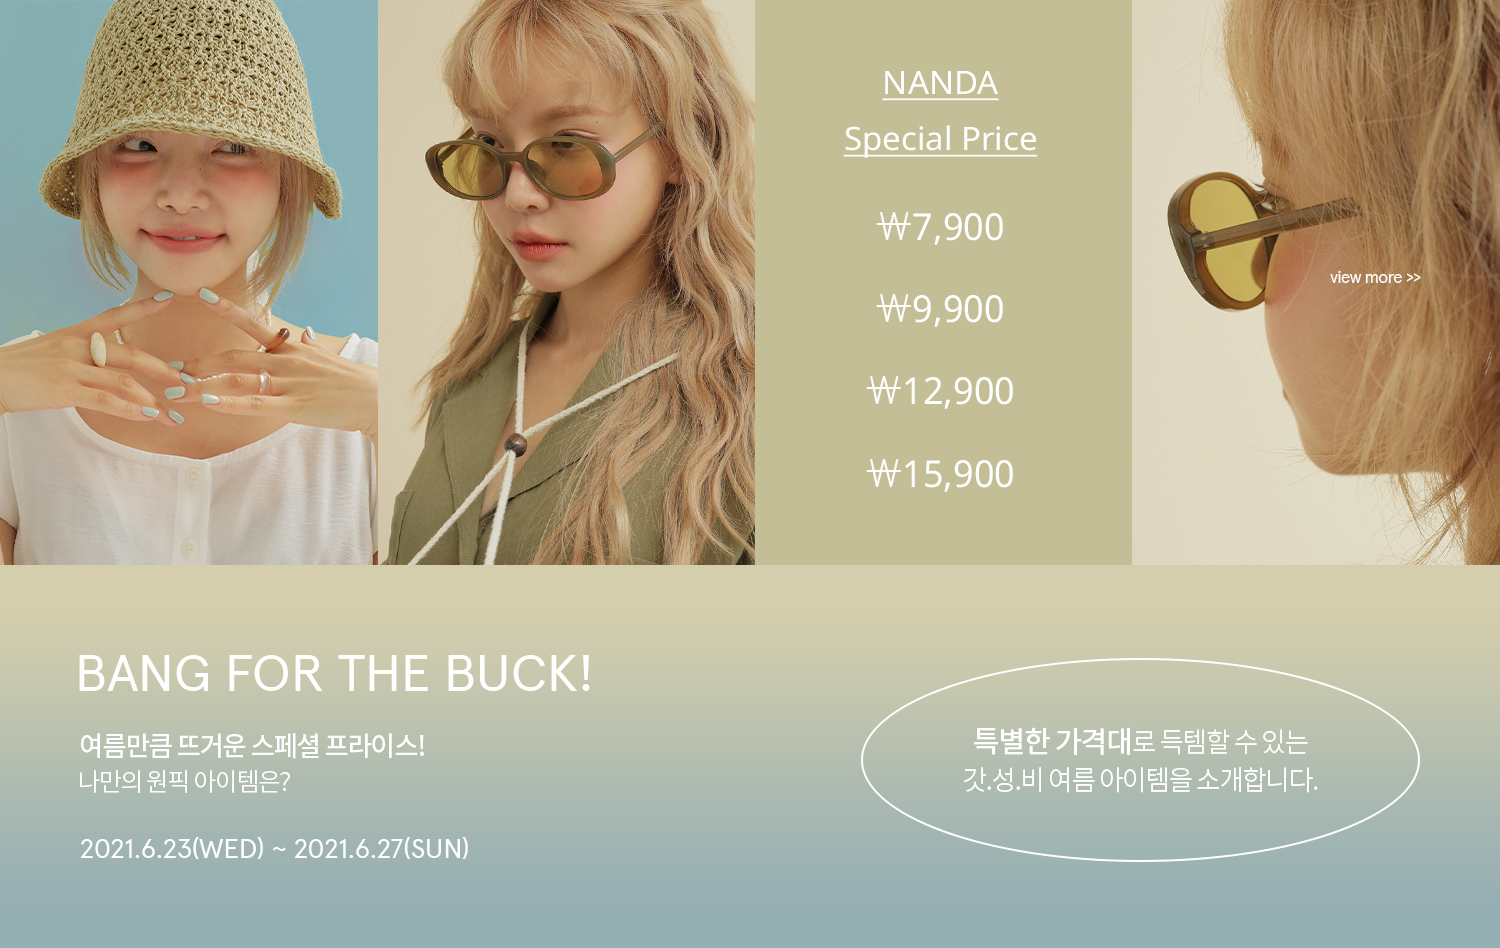 NANDA
Special Price
₩7,900
₩9,900
₩12,900
₩15,900
view more >>
BANG FOR THE BUCK!
여름만큼 뜨거운 스페셜 프라이스!
나만의 원픽 아이템은?
2021.6.23(WED) ~ 2021.6.27(SUN)
특별한 가격대로 득템할 수 있는
갓.성.비 여름 아이템을 소개합니다.